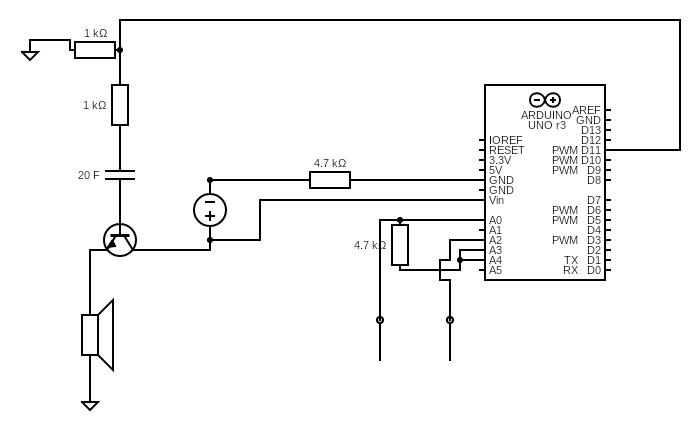 1 kΩ
1 kΩ
20 F
4.7 kΩ
4.7 kΩ
ARDUINO
UNO r3
IOREF
RESET
3.3V
5V
GND
GND
Vin
A0
A1
A2
A3
A4
A5
AREF
GND
D13
D12
PWM D11
PWM D10
PWM D9
D8
D7
PWM D6
PWM D5
D4
PWM D3
D2
TX D1
RX D0